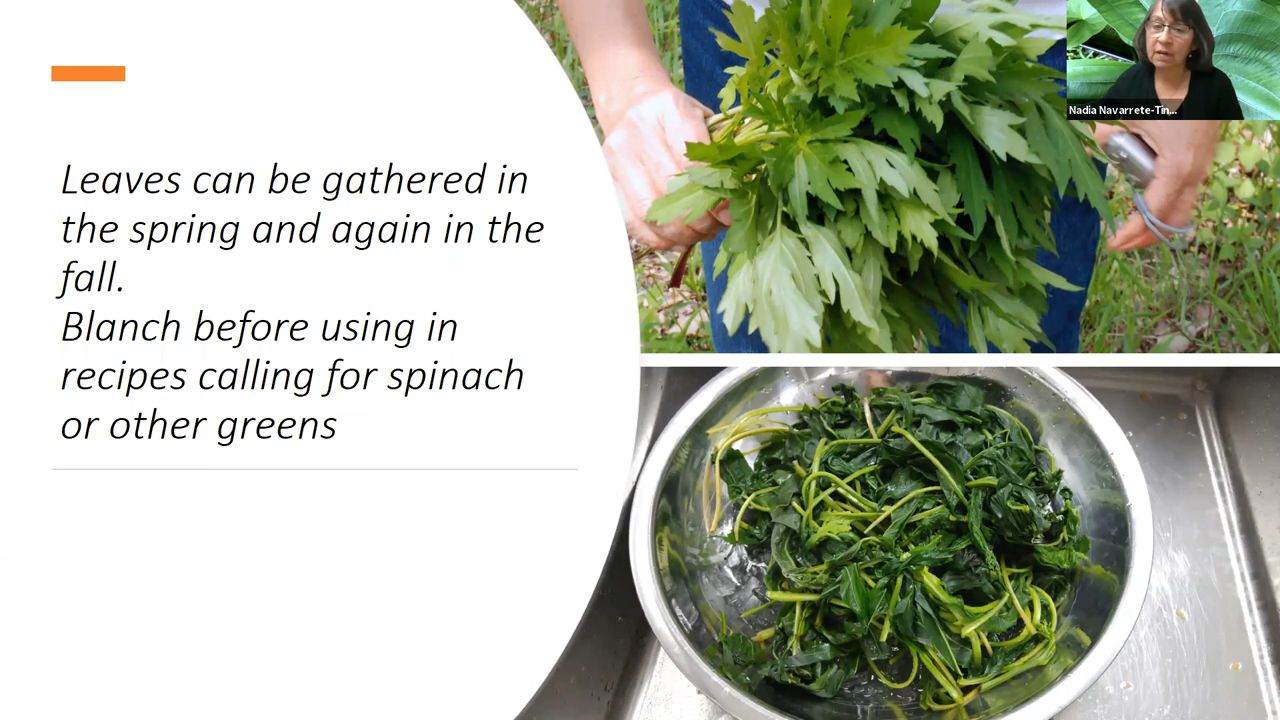 Leaves can be gathered in
the spring and again in the
fall.
Blanch before using in
recipes calling for spinach
or other greens
Nadia Navarrete-Tin...